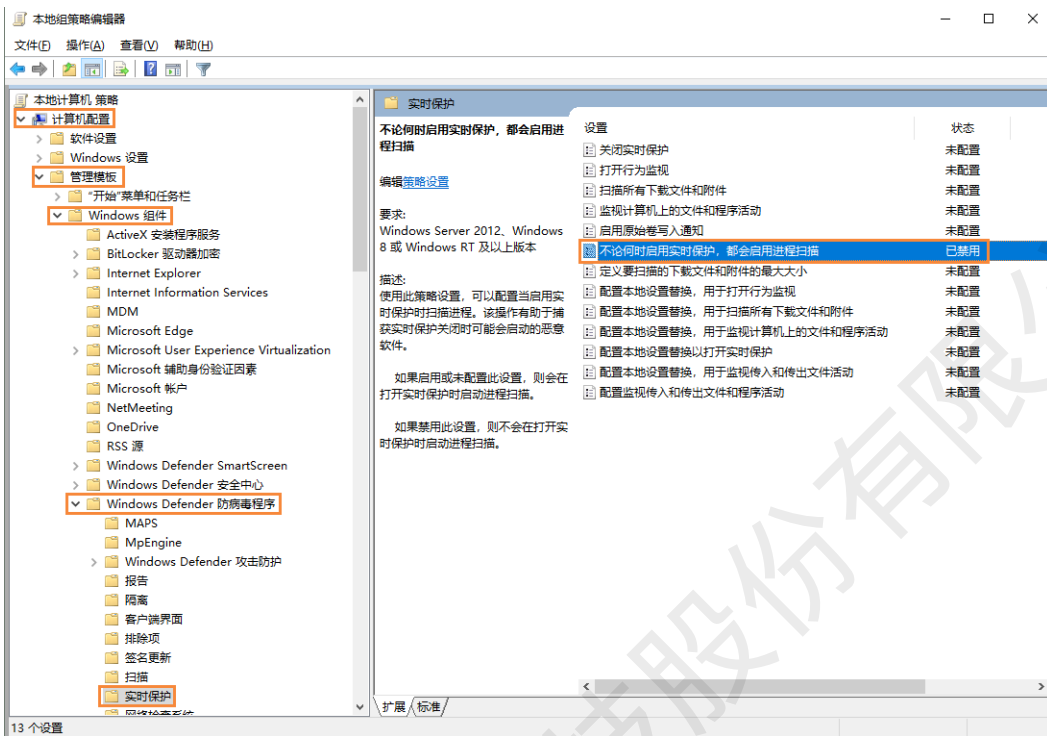 本地组策略编辑器
文件(F) 操作(A) 查看(V) 帮助(H)
本地计算机 策略
计算机配置
软件设置
Windows 设置
管理模板
"开始"菜单和任务栏
Windows 组件
ActiveX 安装程序服务
BitLocker 驱动器加密
Internet Explorer
Internet Information Services
MDM
Microsoft Edge
Microsoft User Experience Virtualization
Microsoft 辅助身份验证因素
Microsoft 帐户
NetMeeting
OneDrive
RSS 源
Windows Defender SmartScreen
Windows Defender 安全中心
Windows Defender 防病毒程序
MAPS
MpEngine
Windows Defender 攻击防护
报告
隔离
客户端界面
排除项
签名更新
扫描
实时保护
网络检查系统
实时保护
不论何时启用实时保护，都会启用进
程扫描
编辑策略设置
要求:
Windows Server 2012、Windows
8 或 Windows RT 及以上版本
描述:
使用此策略设置，可以配置当启用实
时保护时扫描进程。该操作有助于捕
获实时保护关闭时可能会启动的恶意
软件。
如果启用或未配置此设置，则会在
打开实时保护时启动进程扫描。
如果禁用此设置，则不会在打开实
时保护时启动进程扫描。
设置 状态
关闭实时保护 未配置
打开行为监视 未配置
扫描所有下载文件和附件 未配置
监视计算机上的文件和程序活动 未配置
启用原始卷写入通知 未配置
不论何时启用实时保护，都会启用进程扫描 已禁用
定义要扫描的下载文件和附件的最大大小 未配置
配置本地设置替换，用于打开行为监视 未配置
配置本地设置替换，用于扫描所有下载文件和附件 未配置
配置本地设置替换，用于监视计算机上的文件和程序活动 未配置
配置本地设置替换以打开实时保护 未配置
配置本地设置替换，用于监视传入和传出文件活动 未配置
配置监视传入和传出文件和程序活动 未配置
扩展 标准
13 个设置
股份有限